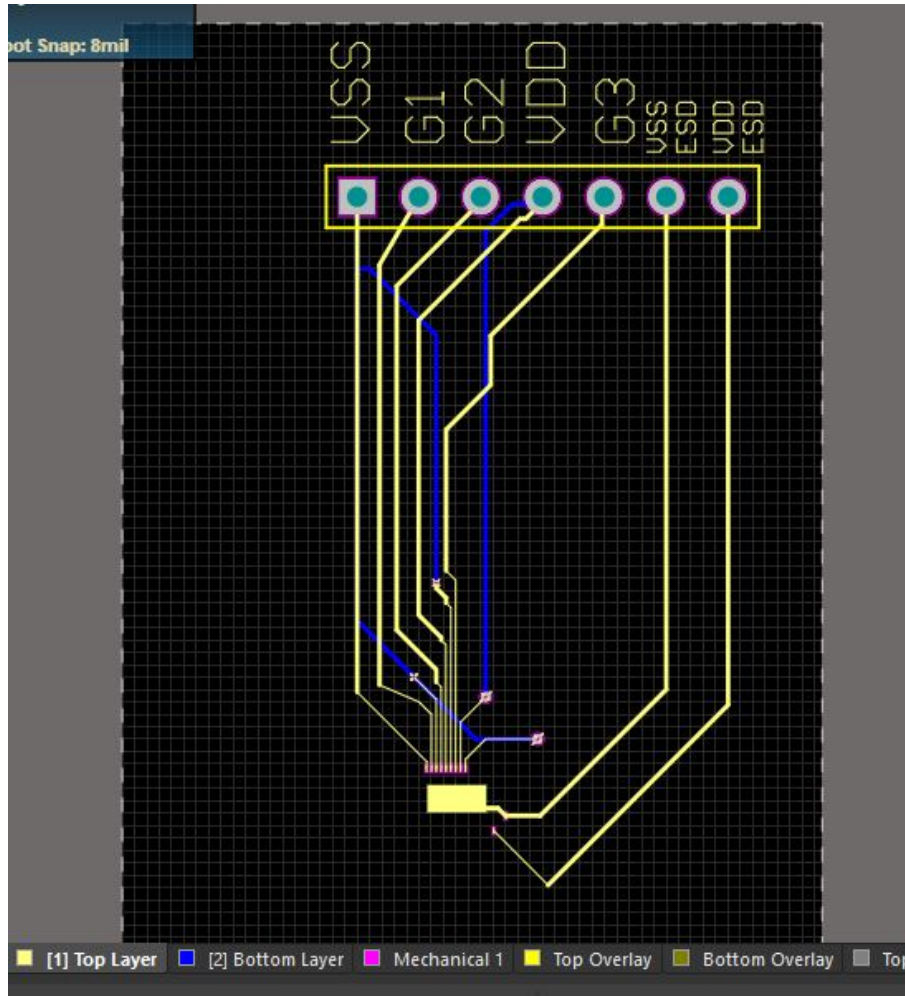 oot Snap: 8mil
VSS
G1
G2
VDD
G3
VSS
ESD
VDD
ESD
[1] Top Layer
[2] Bottom Layer
Mechanical 1
Top Overlay
Bottom Overlay
Top